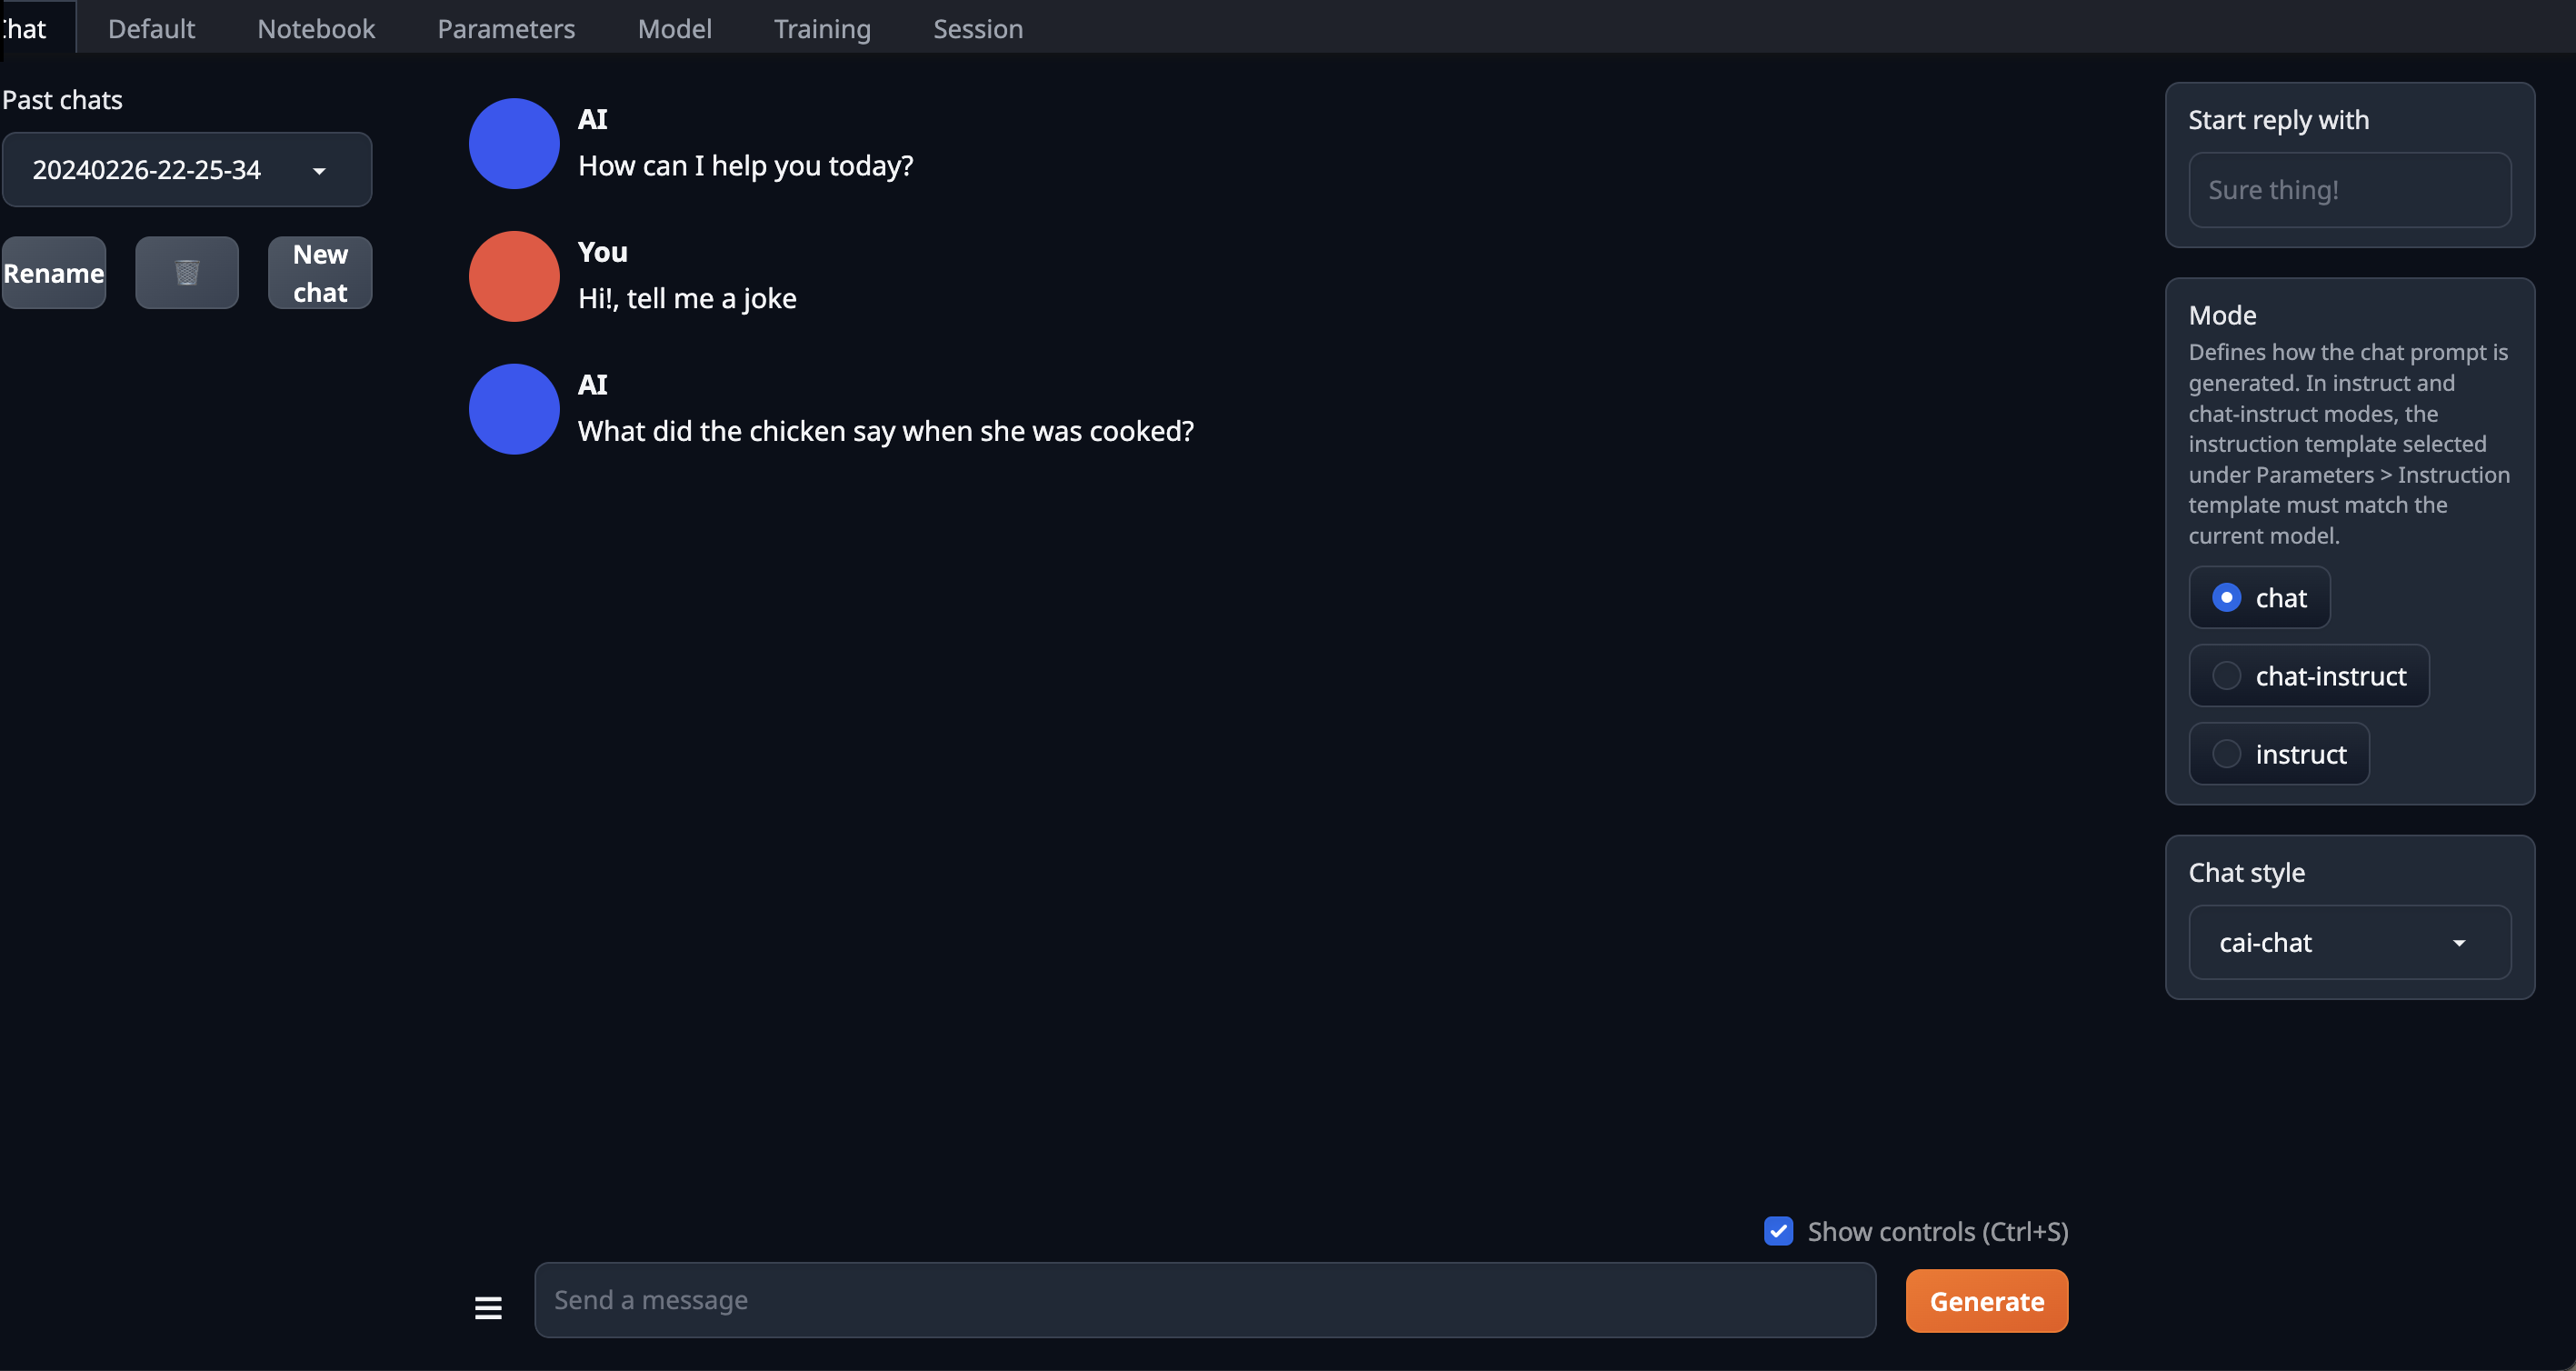 hat Default Notebook Parameters Model Training Session
Past chats
20240226-22-25-34
Rename
New
chat
AI
How can I help you today?
You
Hi!, tell me a joke
AI
What did the chicken say when she was cooked?
Start reply with
Sure thing!
Mode
Defines how the chat prompt is
generated. In instruct and
chat-instruct modes, the
instruction template selected
under Parameters > Instruction
template must match the
current model.
chat
chat-instruct
instruct
Chat style
cai-chat
Show controls (Ctrl+S)
Send a message
Generate